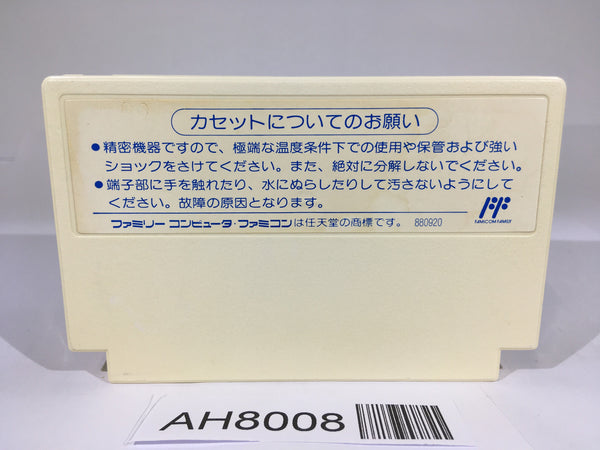 カセットについてのお願い
●精密機器ですので、極端な温度条件下での使用や保管および強い
ショックをさけてください。また、絶対に分解しないでください。
●端子部に手を触れたり、水にぬらしたりして汚さないようにして
ください。故障の原因となります。
ファミリーコンピュータ・ファミコンは任天堂の商標です。 880920
FAMICOM FAMILY
AH8008